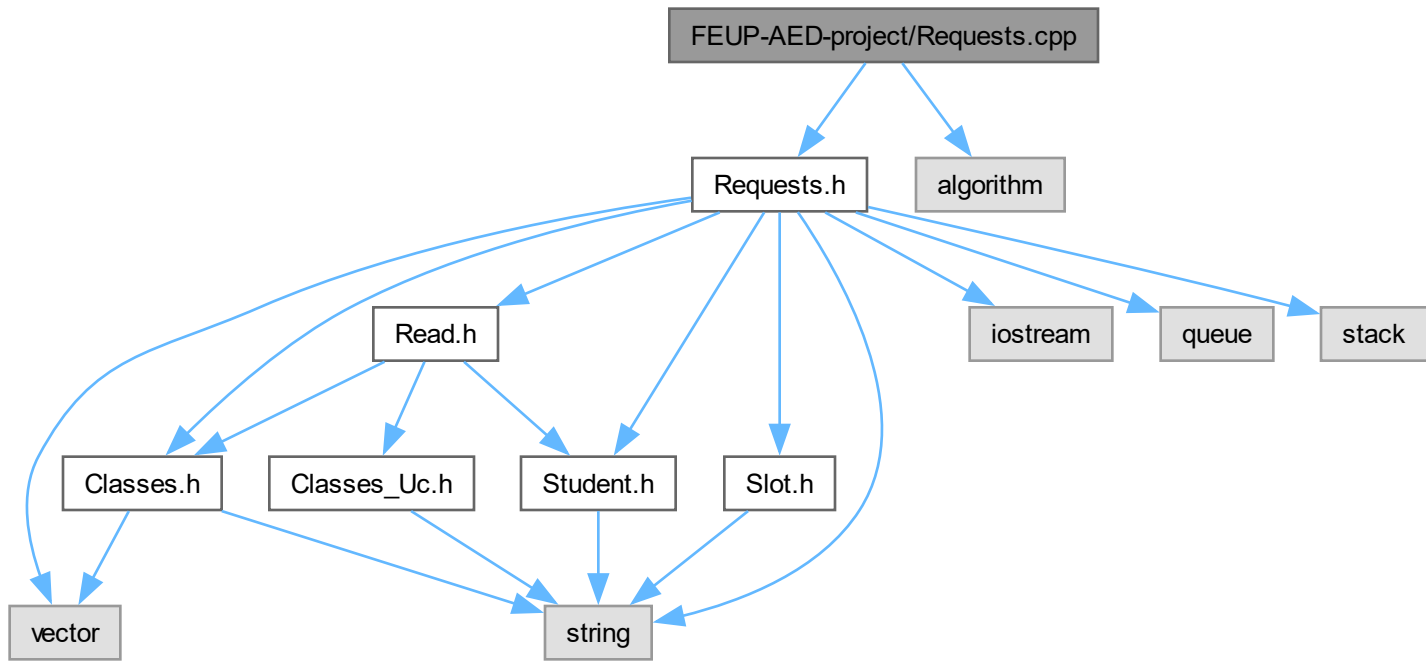 FEUP-AED-project/Requests.cpp
Requests.h
algorithm
Read.h
iostream
queue
stack
Classes.h
Classes_Uc.h
Student.h
Slot.h
vector
string